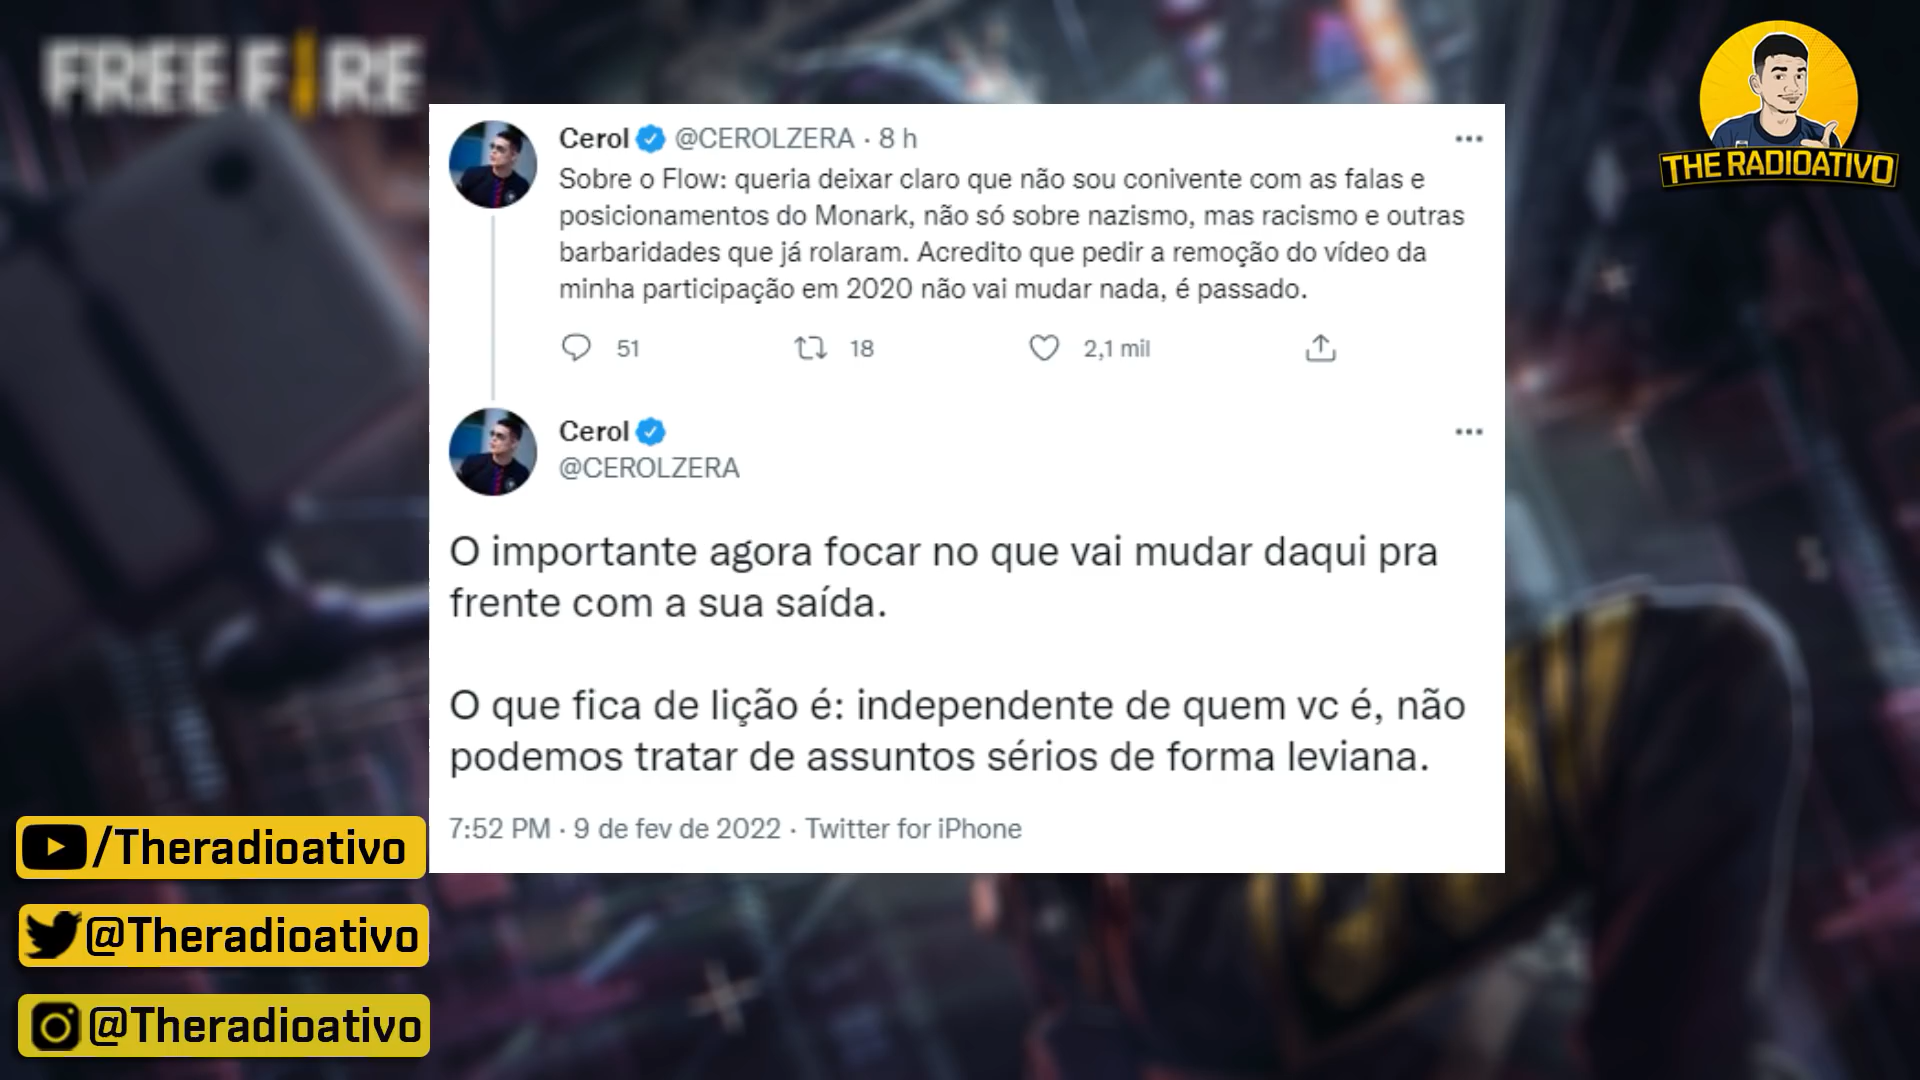 FREE FIRE
THE RADIOATIVO
Cerol @CEROLZERA · 8 h
Sobre o Flow: queria deixar claro que não sou conivente com as falas e
posicionamentos do Monark, não só sobre nazismo, mas racismo e outras
barbaridades que já rolaram. Acredito que pedir a remoção do vídeo da
minha participação em 2020 não vai mudar nada, é passado.
51 18 2,1 mil
Cerol
@CEROLZERA
O importante agora focar no que vai mudar daqui pra
frente com a sua saída.
O que fica de lição é: independente de quem vc é, não
podemos tratar de assuntos sérios de forma leviana.
7:52 PM · 9 de fev de 2022 · Twitter for iPhone
/Theradioativo
@Theradioativo
@Theradioativo